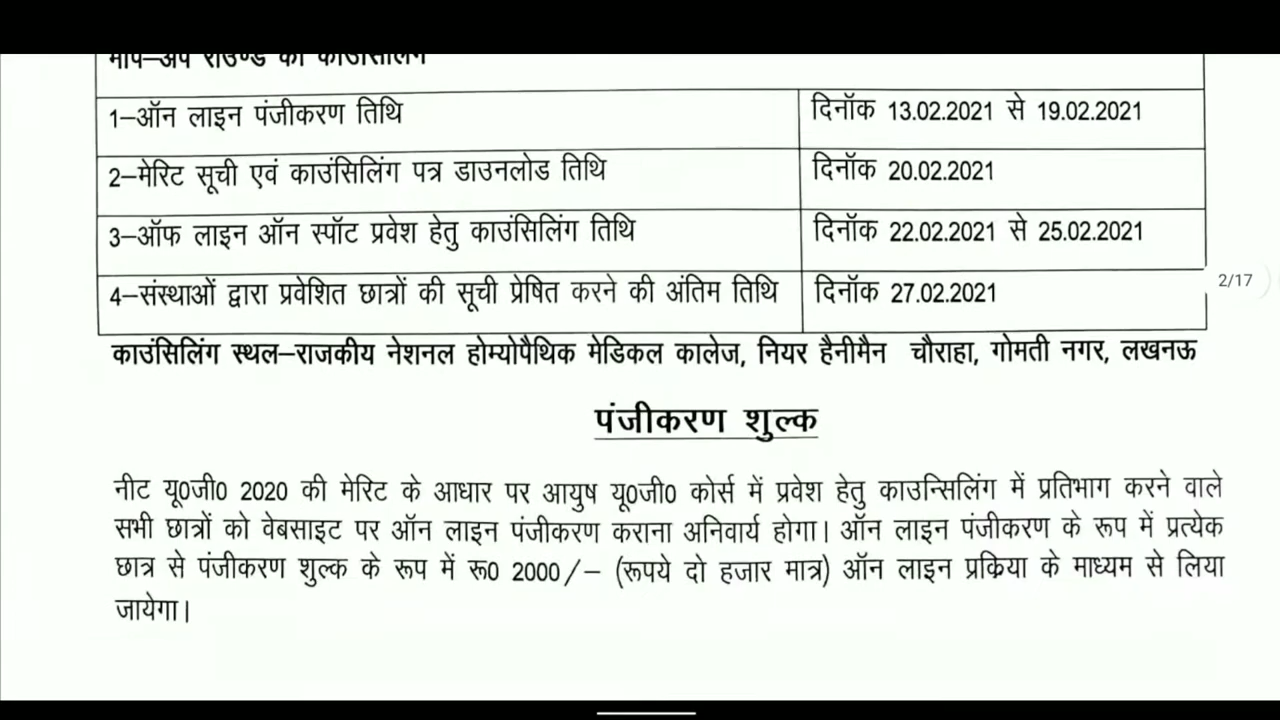 मॉप–अप राउण्ड की काउंसिलिंग
1–ऑन लाइन पंजीकरण तिथि दिनॉक 13.02.2021 से 19.02.2021
2–मेरिट सूची एवं काउंसिलिंग पत्र डाउनलोड तिथि दिनॉक 20.02.2021
3–ऑफ लाइन ऑन स्पॉट प्रवेश हेतु काउंसिलिंग तिथि दिनॉक 22.02.2021 से 25.02.2021
4–संस्थाओं द्वारा प्रवेशित छात्रों की सूची प्रेषित करने की अंतिम तिथि दिनॉक 27.02.2021
2/17
काउंसिलिंग स्थल–राजकीय नेशनल होम्योपैथिक मेडिकल कालेज, नियर हैनीमैन चौराहा, गोमती नगर, लखनऊ
पंजीकरण शुल्क
नीट यू0जी0 2020 की मेरिट के आधार पर आयुष यू0जी0 कोर्स में प्रवेश हेतु काउन्सिलिंग में प्रतिभाग करने वाले
सभी छात्रों को वेबसाइट पर ऑन लाइन पंजीकरण कराना अनिवार्य होगा। ऑन लाइन पंजीकरण के रूप में प्रत्येक
छात्र से पंजीकरण शुल्क के रूप में रू0 2000/– (रूपये दो हजार मात्र) ऑन लाइन प्रक्रिया के माध्यम से लिया
जायेगा।